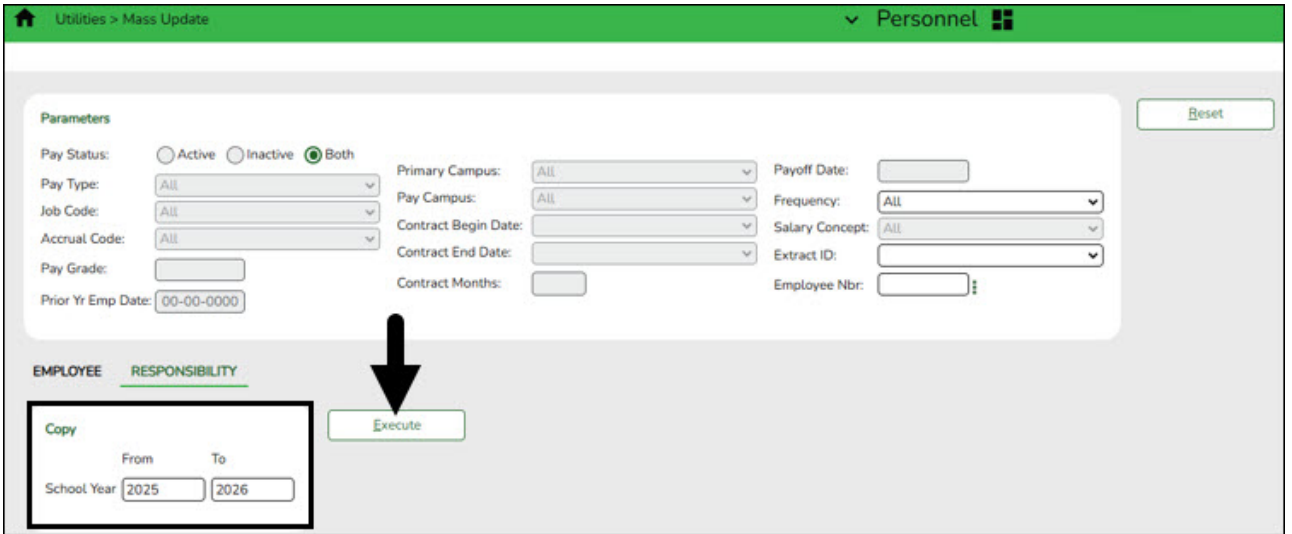 Utilities > Mass Update
Personnel
Reset
Parameters
Pay Status: Active Inactive Both
Pay Type: All
Job Code: All
Accrual Code: All
Pay Grade:
Prior Yr Emp Date: 00-00-0000
Primary Campus: All
Pay Campus: All
Contract Begin Date:
Contract End Date:
Contract Months:
Payoff Date:
Frequency: All
Salary Concept: All
Extract ID:
Employee Nbr:
EMPLOYEE RESPONSIBILITY
Copy
From To
School Year 2025 2026
Execute